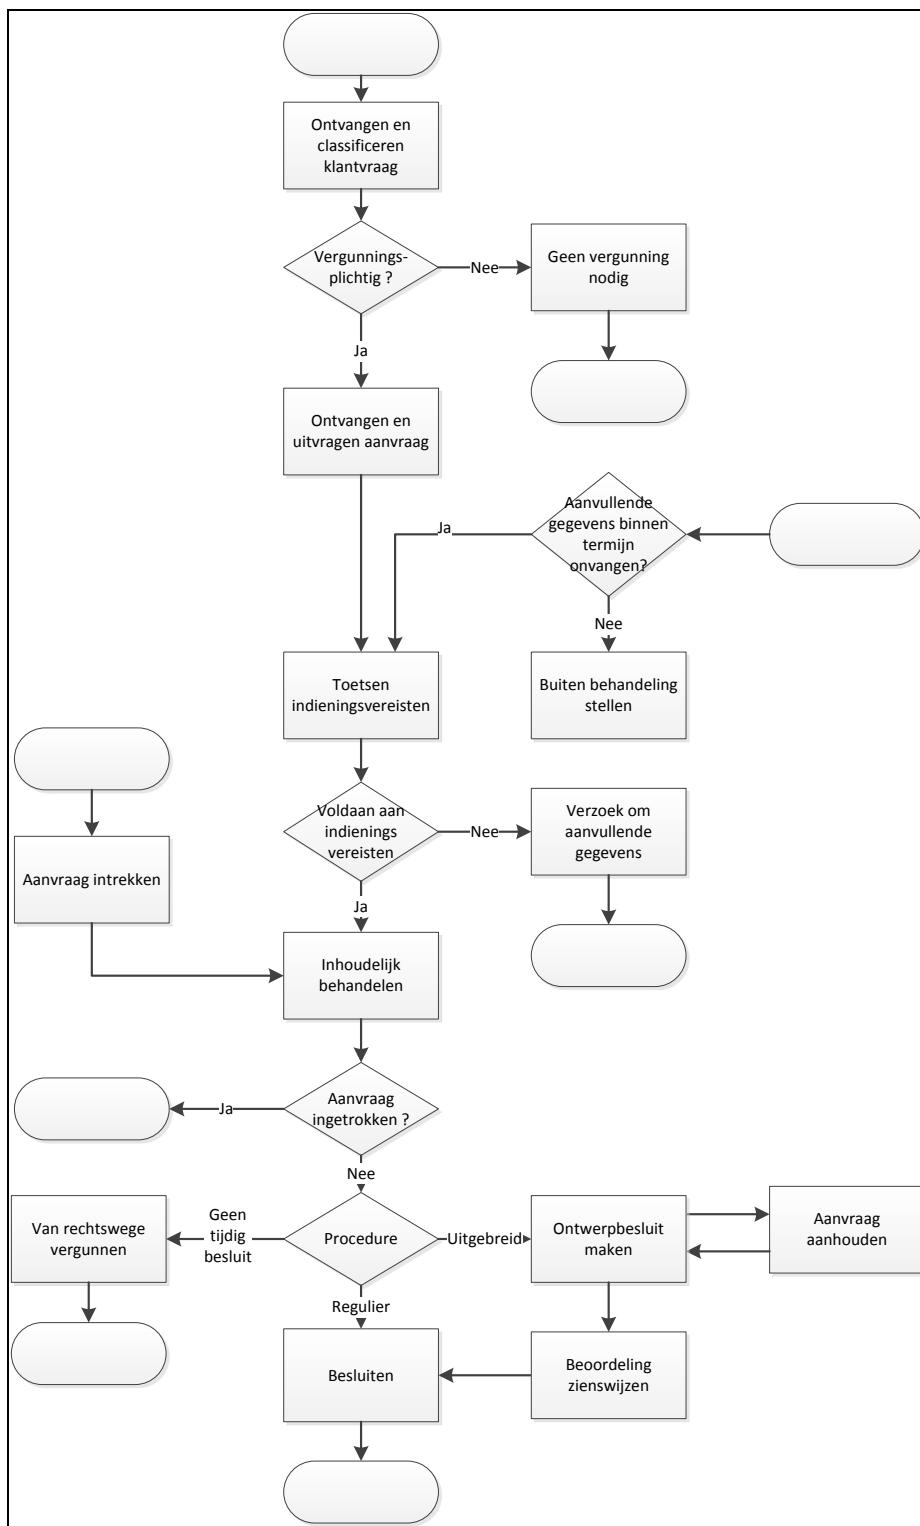 Ontvangen en
classificeren
klantvraag
Vergunnings-
plichtig ?
Nee
Geen vergunning
nodig
Ja
Ontvangen en
uitvragen aanvraag
Aanvullende
gegevens binnen
termijn
onvangen?
Ja
Nee
Toetsen
indieningsvereisten
Buiten behandeling
stellen
Voldaan aan
indienings
vereisten
Nee
Verzoek om
aanvullende
gegevens
Aanvraag intrekken
Ja
Inhoudelijk
behandelen
Aanvraag
ingetrokken ?
Ja
Nee
Van rechtswege
vergunnen
Geen
tijdig
besluit
Procedure
Uitgebreid
Ontwerpbesluit
maken
Aanvraag
aanhouden
Regulier
Besluiten
Beoordeling
zienswijzen